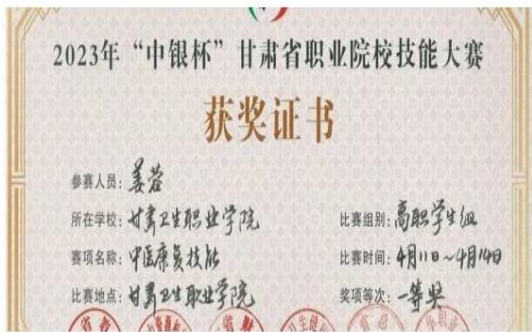 2023年“中银杯”甘肃省职业院校技能大赛
获奖证书
参赛人员：姜蓉
所在学校：甘肃卫生职业学院
比赛组别：高职学生组
赛项名称：中医康复技能
比赛时间：4月11日～4月14日
比赛地点：甘肃卫生职业学院
奖项等次：一等奖